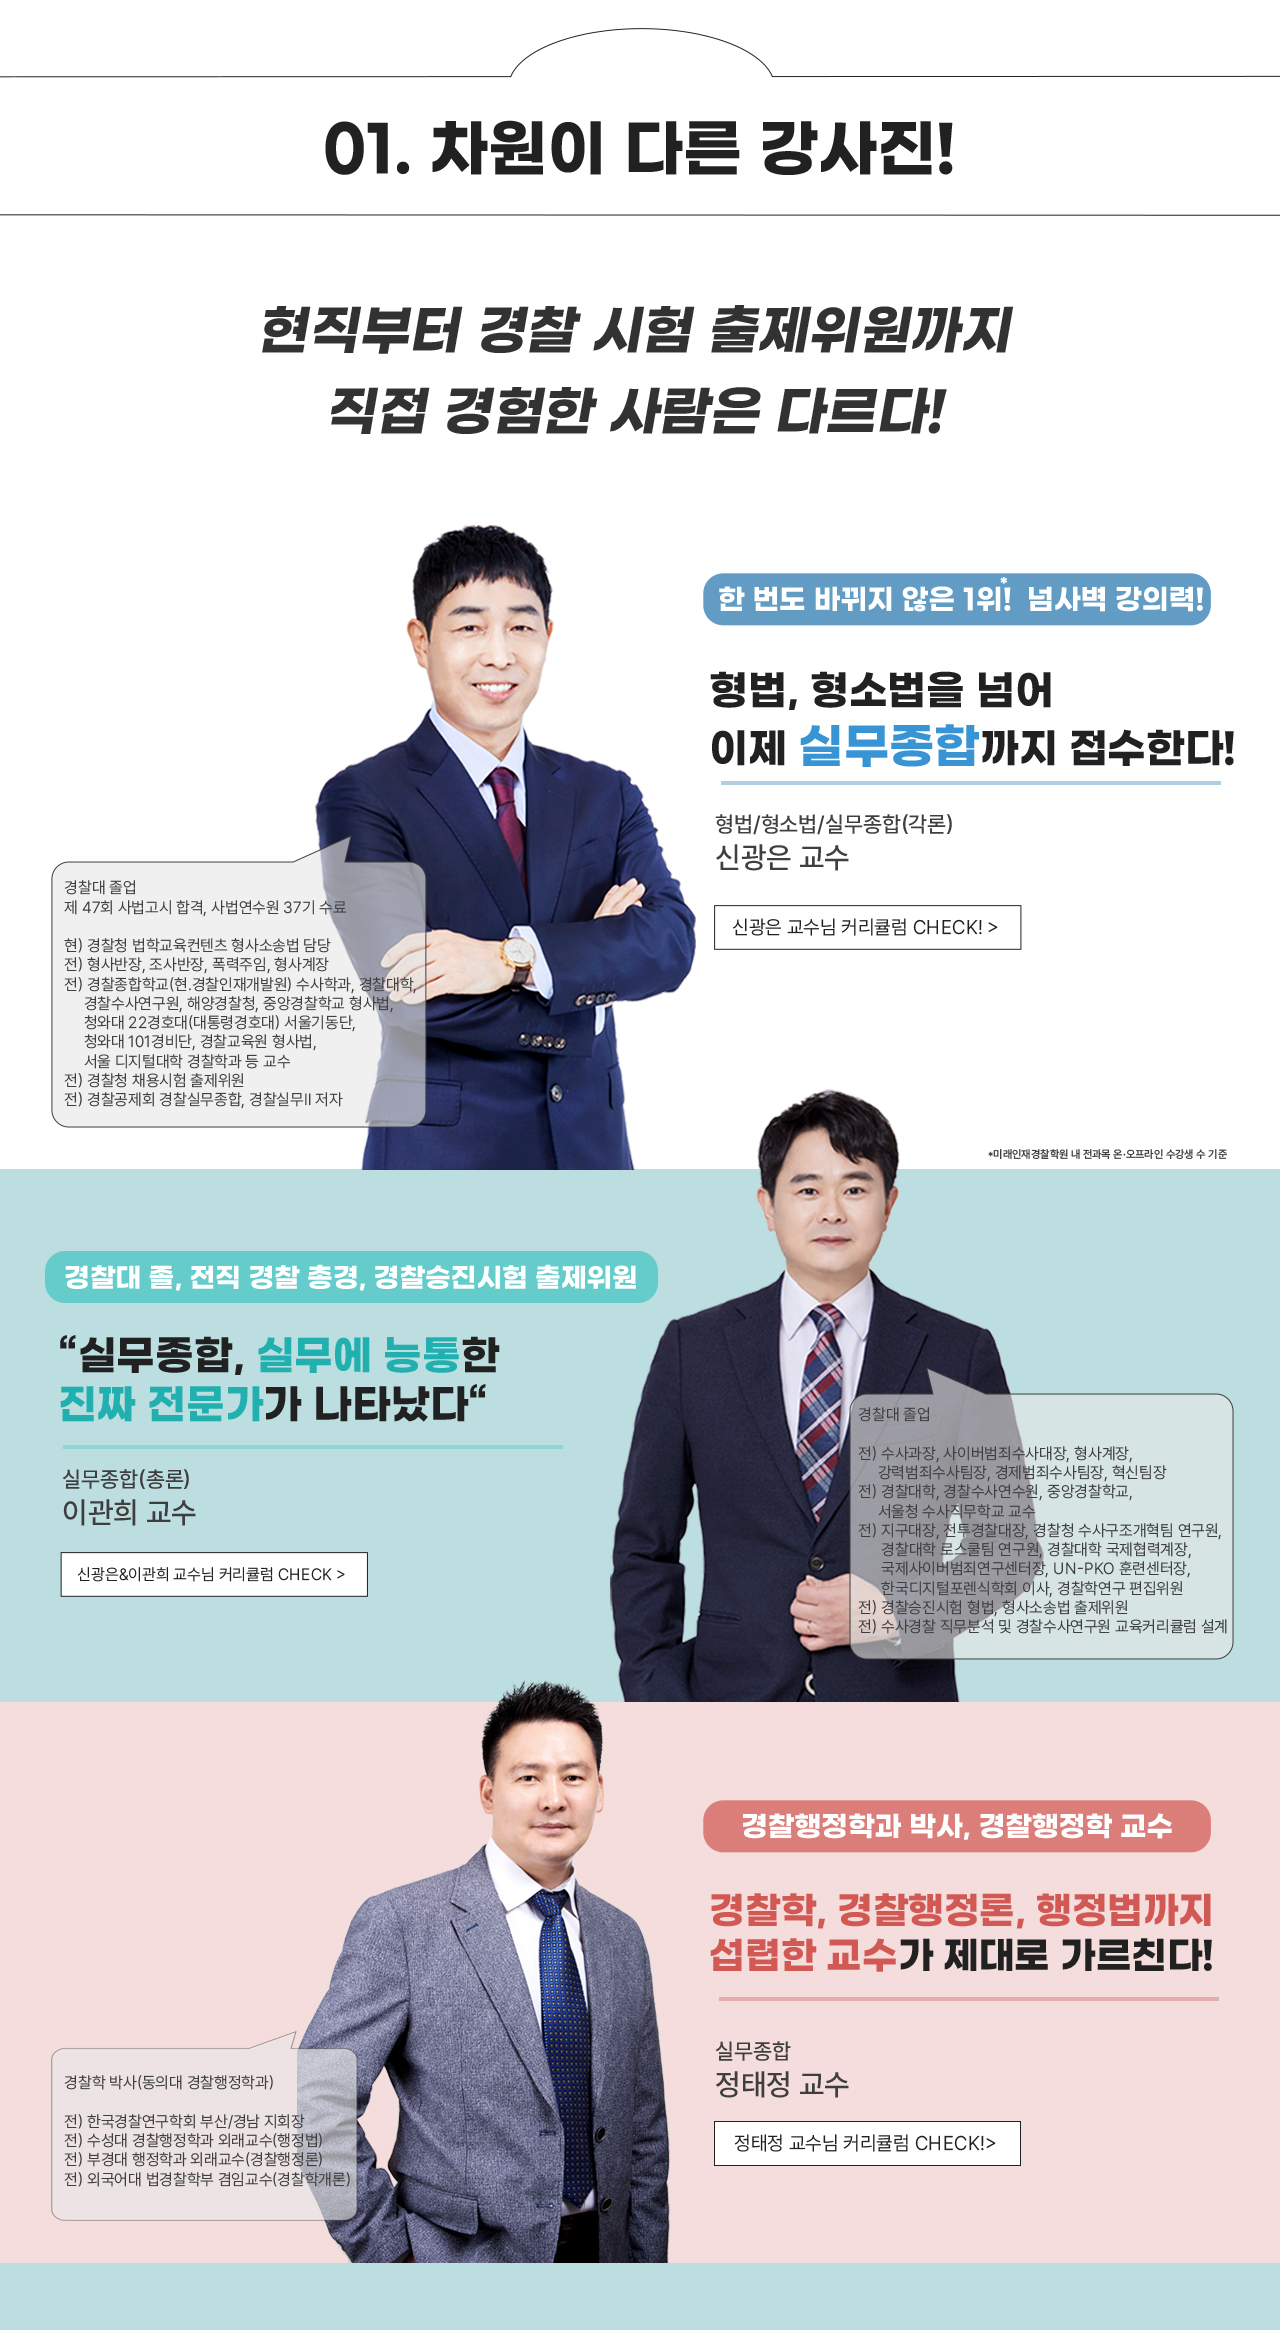 01. 차원이 다른 강사진!
현직부터 경찰 시험 출제위원까지
직접 경험한 사람은 다르다!
한 번도 바뀌지 않은 1위!* 넘사벽 강의력!
형법, 형소법을 넘어
이제 실무종합까지 접수한다!
형법/형소법/실무종합(각론)
신광은 교수
신광은 교수님 커리큘럼 CHECK! >
경찰대 졸업
제 47회 사법고시 합격, 사법연수원 37기 수료
현) 경찰청 법학교육컨텐츠 형사소송법 담당
전) 형사반장, 조사반장, 폭력주임, 형사계장
전) 경찰종합학교(현.경찰인재개발원) 수사학과, 경찰대학,
경찰수사연구원, 해양경찰청, 중앙경찰학교 형사법,
청와대 22경호대(대통령경호대) 서울기동단,
청와대 101경비단, 경찰교육원 형사법,
서울 디지털대학 경찰학과 등 교수
전) 경찰청 채용시험 출제위원
전) 경찰공제회 경찰실무종합, 경찰실무II 저자
*미래인재경찰학원 내 전과목 온·오프라인 수강생 수 기준
경찰대 졸, 전직 경찰 총경, 경찰승진시험 출제위원
“실무종합, 실무에 능통한
진짜 전문가가 나타났다“
실무종합(총론)
이관희 교수
신광은&이관희 교수님 커리큘럼 CHECK >
경찰대 졸업
전) 수사과장, 사이버범죄수사대장, 형사계장,
강력범죄수사팀장, 경제범죄수사팀장, 혁신팀장
전) 경찰대학, 경찰수사연수원, 중앙경찰학교,
서울청 수사직무학교 교수
전) 지구대장, 전투경찰대장, 경찰청 수사구조개혁팀 연구원,
경찰대학 로스쿨팀 연구원, 경찰대학 국제협력계장,
국제사이버범죄연구센터장, UN-PKO 훈련센터장,
한국디지털포렌식학회 이사, 경찰학연구 편집위원
전) 경찰승진시험 형법, 형사소송법 출제위원
전) 수사경찰 직무분석 및 경찰수사연구원 교육커리큘럼 설계
경찰행정학과 박사, 경찰행정학 교수
경찰학, 경찰행정론, 행정법까지
섭렵한 교수가 제대로 가르친다!
실무종합
정태정 교수
정태정 교수님 커리큘럼 CHECK!>
경찰학 박사(동의대 경찰행정학과)
전) 한국경찰연구학회 부산/경남 지회장
전) 수성대 경찰행정학과 외래교수(행정법)
전) 부경대 행정학과 외래교수(경찰행정론)
전) 외국어대 법경찰학부 겸임교수(경찰학개론)